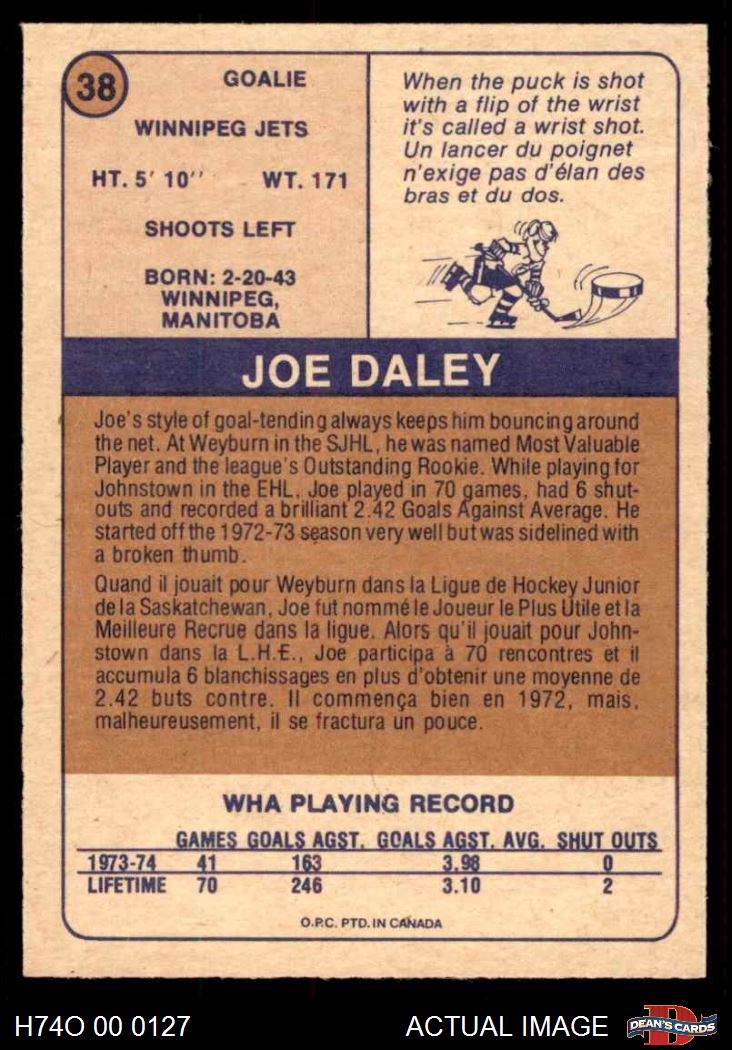 38
GOALIE
WINNIPEG JETS
HT. 5' 10'' WT. 171
SHOOTS LEFT
BORN: 2-20-43
WINNIPEG,
MANITOBA
When the puck is shot
with a flip of the wrist
it's called a wrist shot.
Un lancer du poignet
n'exige pas d'élan des
bras et du dos.
JOE DALEY
Joe's style of goal-tending always keeps him bouncing around
the net. At Weyburn in the SJHL, he was named Most Valuable
Player and the league's Outstanding Rookie. While playing for
Johnstown in the EHL, Joe played in 70 games, had 6 shut-
outs and recorded a brilliant 2.42 Goals Against Average. He
started off the 1972-73 season very well but was sidelined with
a broken thumb.
Quand il jouait pour Weyburn dans la Ligue de Hockey Junior
de la Saskatchewan, Joe fut nommé le Joueur le Plus Utile et la
Meilleure Recrue dans la ligue. Alors qu'il jouait pour John-
stown dans la L.H.E., Joe participa à 70 rencontres et il
accumula 6 blanchissages en plus d'obtenir une moyenne de
2.42 buts contre. Il commença bien en 1972, mais,
malheureusement, il se fractura un pouce.
WHA PLAYING RECORD
GAMES GOALS AGST. GOALS AGST. AVG. SHUT OUTS
1973-74 41 163 3.98 0
LIFETIME 70 246 3.10 2
O.P.C. PTD. IN CANADA
H74O 00 0127 ACTUAL IMAGE DEAN'S CARDS